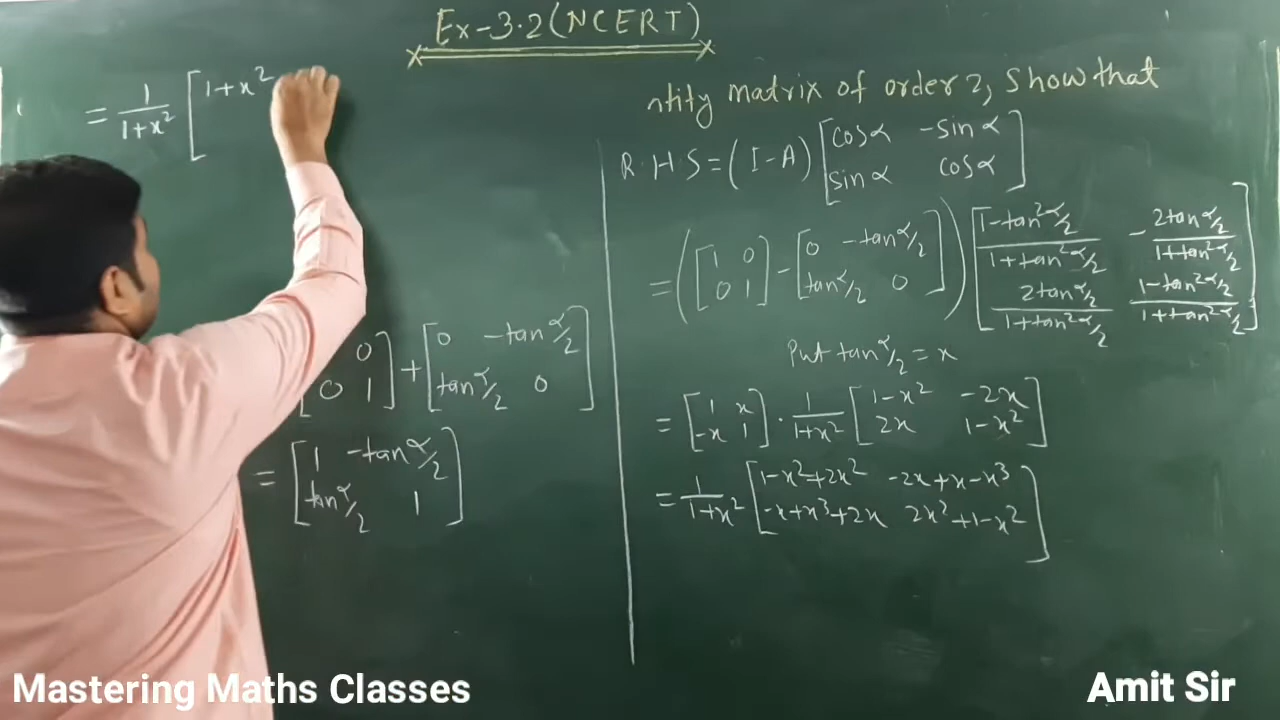 Ex-3.2(NCERT)
= 1/(1+x²) [1+x²
ntity matrix of order 2, Show that
R.H.S = (I-A) [cosα -sinα
sinα cosα]
= ([1 0
0 1] - [0 -tanα/2
tanα/2 0]) [(1-tan²α/2)/(1+tan²α/2) -(2tanα/2)/(1+tan²α/2)
(2tanα/2)/(1+tan²α/2) (1-tan²α/2)/(1+tan²α/2)]
Put tanα/2 = x
= [1 x
-x 1] . 1/(1+x²) [1-x² -2x
2x 1-x²]
= 1/(1+x²) [1-x²+2x² -2x+x-x³
-x+x³+2x 2x²+1-x²]
0
0 1] + [0 -tanα/2
tanα/2 0]
= [1 -tanα/2
tanα/2 1]
Mastering Maths Classes
Amit Sir